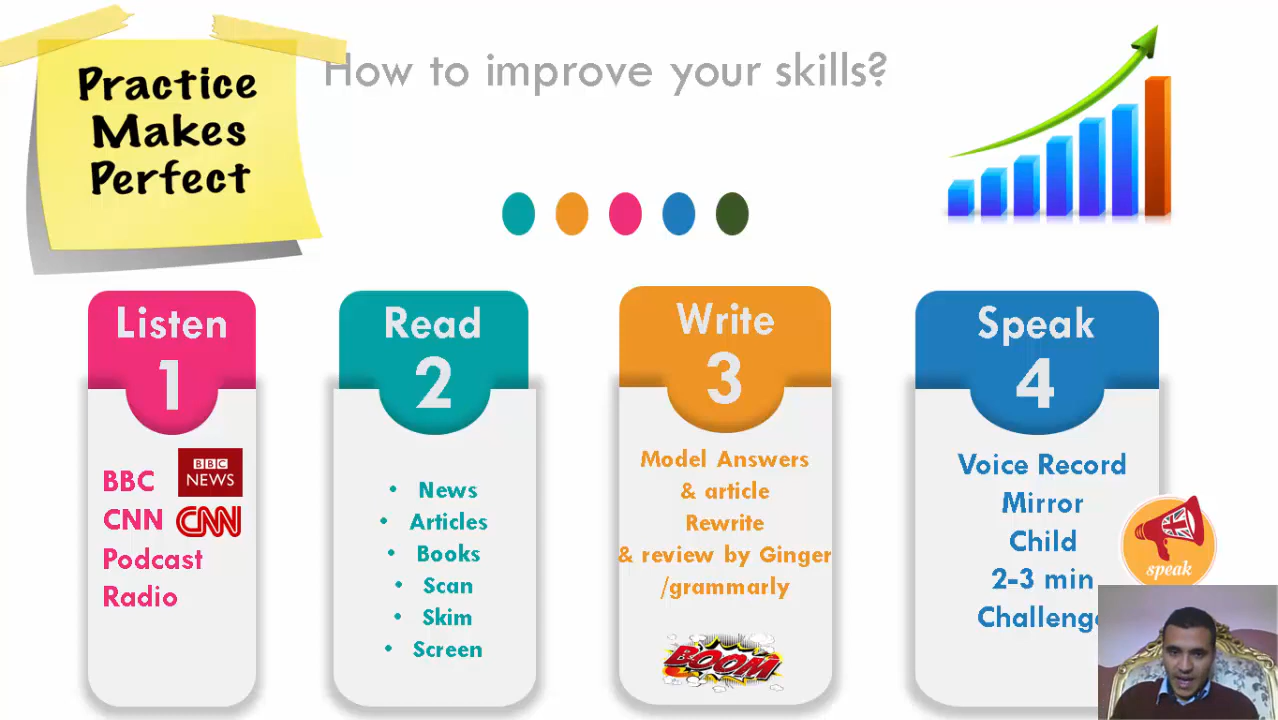 Practice
Makes
Perfect
How to improve your skills?
Listen
1
BBC
BBC
NEWS
CNN
CNN
Podcast
Radio
Read
2
• News
• Articles
• Books
• Scan
• Skim
• Screen
Write
3
Model Answers
& article
Rewrite
& review by Ginger
/grammarly
BOOM
Speak
4
Voice Record
Mirror
Child
2-3 min
Challenge
speak